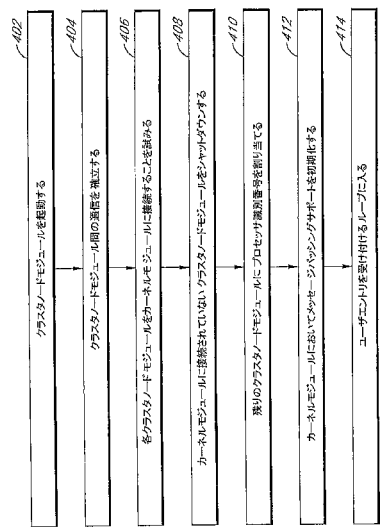 402
クラスタノードモジュールを起動する
404
クラスタノードモジュール間の通信を確立する
406
各クラスタノードモジュールをカーネルモジュールに接続することを試みる
408
カーネルモジュールに接続されていないクラスタノードモジュールをシャットダウンする
410
残りのクラスタノードモジュールにプロセッサ識別番号を割り当てる
412
カーネルモジュールにおいてメッセージパッシングサポートを初期化する
414
ユーザエントリを受け付けるループに入る